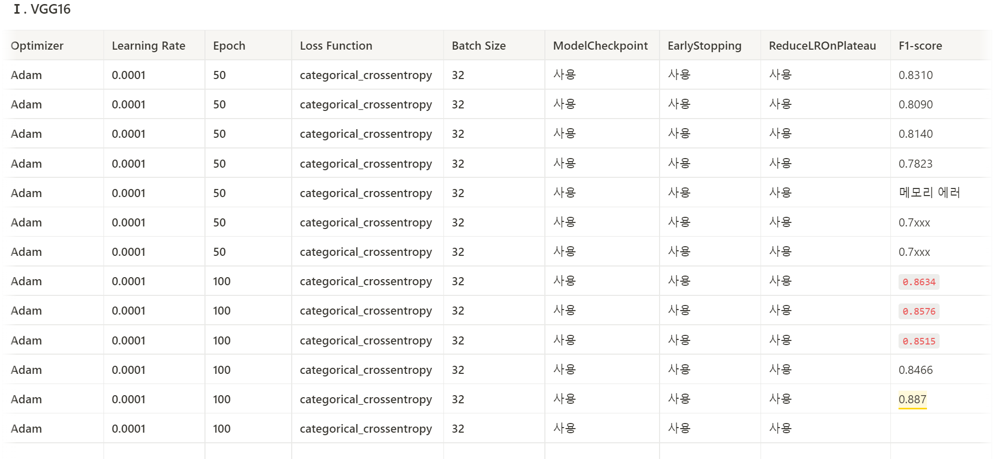 Ⅰ. VGG16
Optimizer Learning Rate Epoch Loss Function Batch Size ModelCheckpoint EarlyStopping ReduceLROnPlateau F1-score
Adam 0.0001 50 categorical_crossentropy 32 사용 사용 사용 0.8310
Adam 0.0001 50 categorical_crossentropy 32 사용 사용 사용 0.8090
Adam 0.0001 50 categorical_crossentropy 32 사용 사용 사용 0.8140
Adam 0.0001 50 categorical_crossentropy 32 사용 사용 사용 0.7823
Adam 0.0001 50 categorical_crossentropy 32 사용 사용 사용 메모리 에러
Adam 0.0001 50 categorical_crossentropy 32 사용 사용 사용 0.7xxx
Adam 0.0001 50 categorical_crossentropy 32 사용 사용 사용 0.7xxx
Adam 0.0001 100 categorical_crossentropy 32 사용 사용 사용 0.8634
Adam 0.0001 100 categorical_crossentropy 32 사용 사용 사용 0.8576
Adam 0.0001 100 categorical_crossentropy 32 사용 사용 사용 0.8515
Adam 0.0001 100 categorical_crossentropy 32 사용 사용 사용 0.8466
Adam 0.0001 100 categorical_crossentropy 32 사용 사용 사용 0.887
Adam 0.0001 100 categorical_crossentropy 32 사용 사용 사용